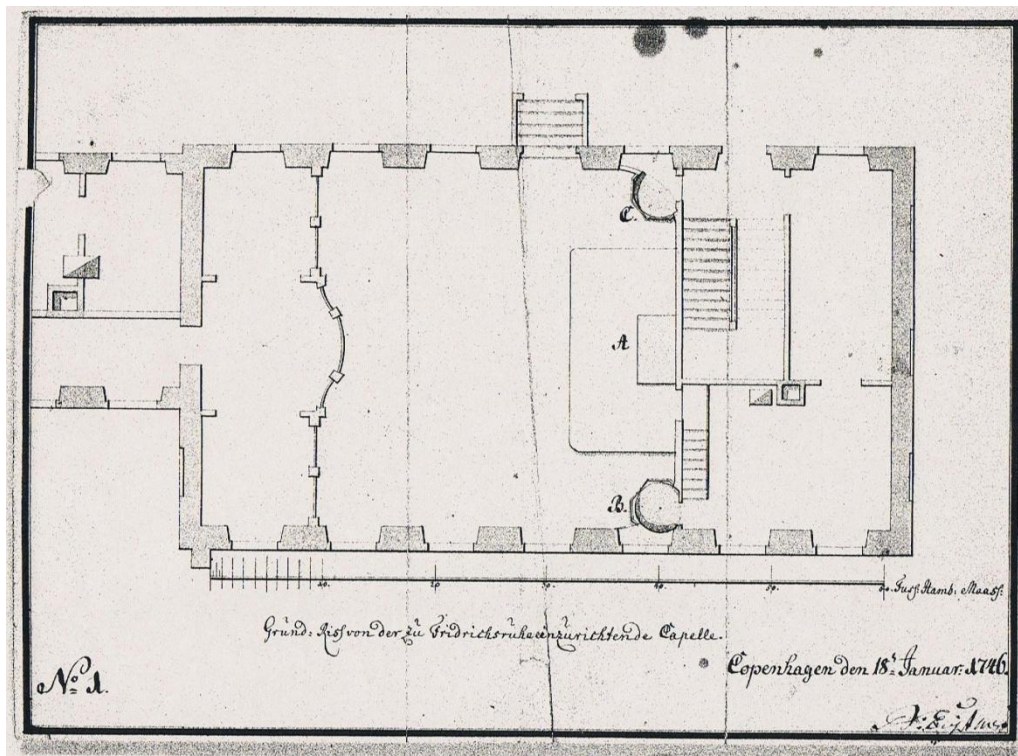 C.
A
B.
10. 20 30 40 50 60. Fuss Hamb. Maass:
Grund-Riss von der zu Fridrichsruhe einzurichtende Capelle.
Copenhagen den 18t Januar: 1746.
No 1.